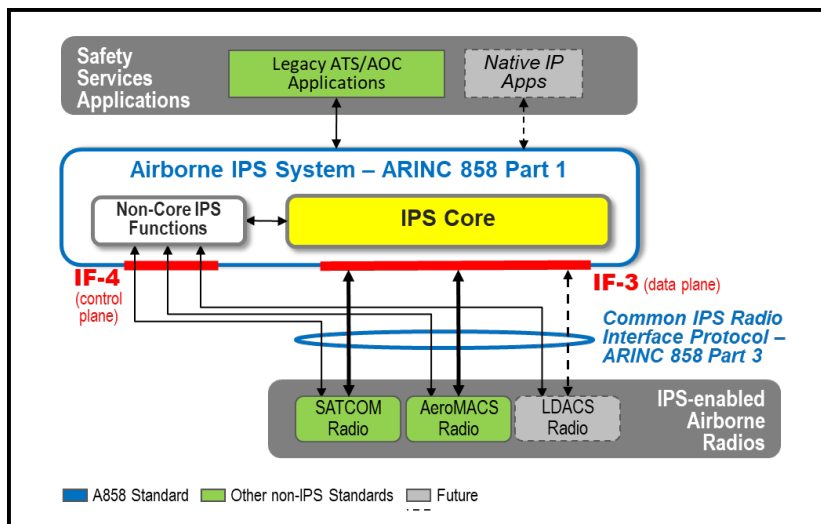 Safety
Services
Applications
Legacy ATS/AOC
Applications
Native IP
Apps
Airborne IPS System – ARINC 858 Part 1
Non-Core IPS
Functions
IPS Core
IF-4
(control
plane)
IF-3 (data plane)
Common IPS Radio
Interface Protocol –
ARINC 858 Part 3
SATCOM
Radio
AeroMACS
Radio
LDACS
Radio
IPS-enabled
Airborne
Radios
A858 Standard
Other non-IPS Standards
Future